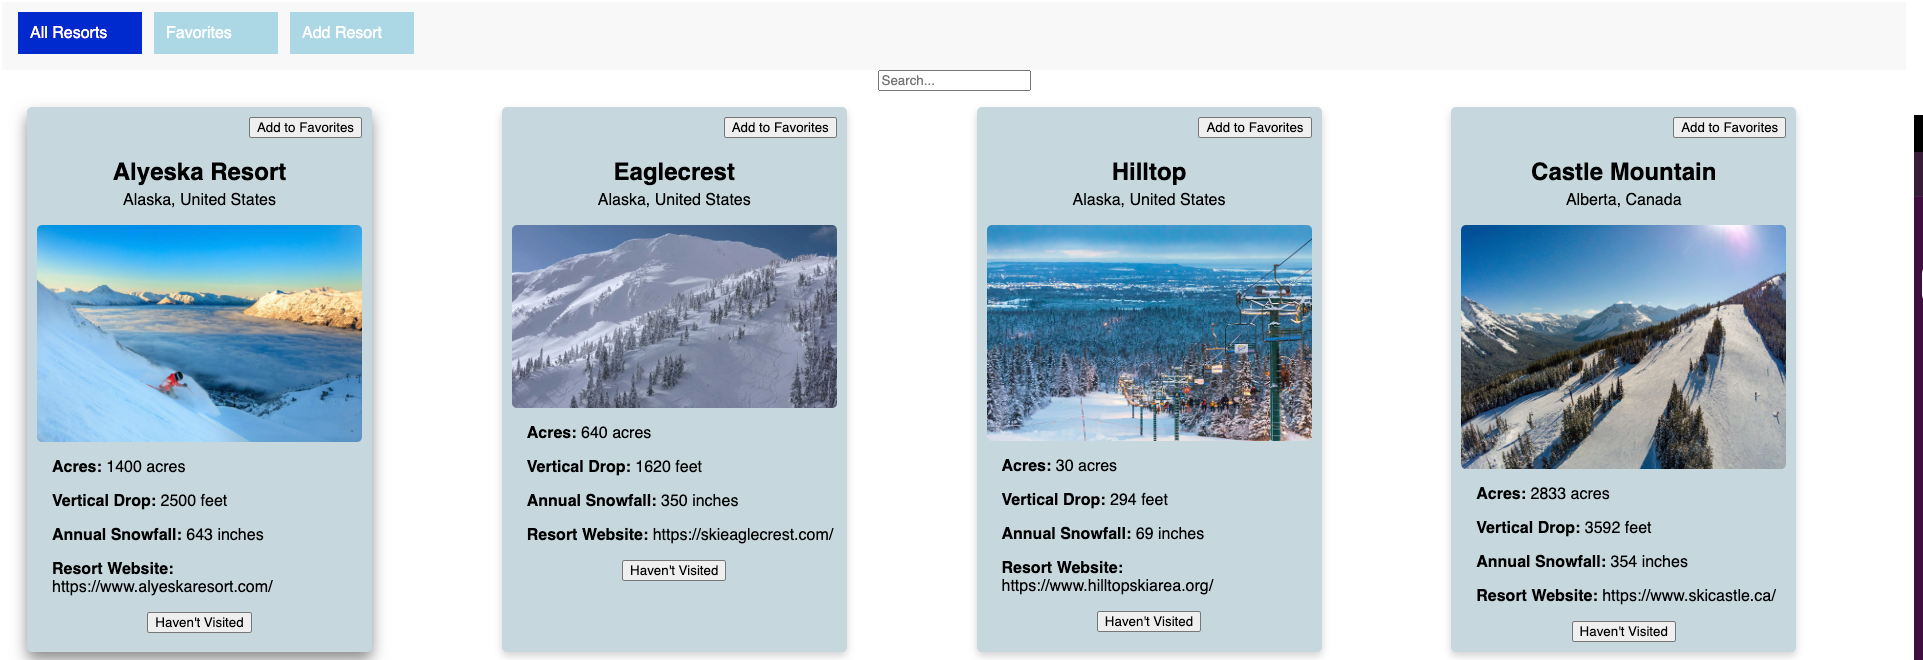 All Resorts
Favorites
Add Resort
Search...
Add to Favorites
Alyeska Resort
Alaska, United States
Acres: 1400 acres
Vertical Drop: 2500 feet
Annual Snowfall: 643 inches
Resort Website:
https://www.alyeskaresort.com/
Haven't Visited
Add to Favorites
Eaglecrest
Alaska, United States
Acres: 640 acres
Vertical Drop: 1620 feet
Annual Snowfall: 350 inches
Resort Website: https://skieaglecrest.com/
Haven't Visited
Add to Favorites
Hilltop
Alaska, United States
Acres: 30 acres
Vertical Drop: 294 feet
Annual Snowfall: 69 inches
Resort Website:
https://www.hilltopskiarea.org/
Haven't Visited
Add to Favorites
Castle Mountain
Alberta, Canada
Acres: 2833 acres
Vertical Drop: 3592 feet
Annual Snowfall: 354 inches
Resort Website: https://www.skicastle.ca/
Haven't Visited